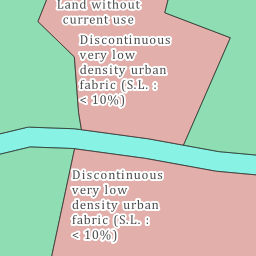 Land without
current use
Discontinuous
very low
density urban
fabric (S.L. :
< 10%)
Discontinuous
very low
density urban
fabric (S.L. :
< 10%)